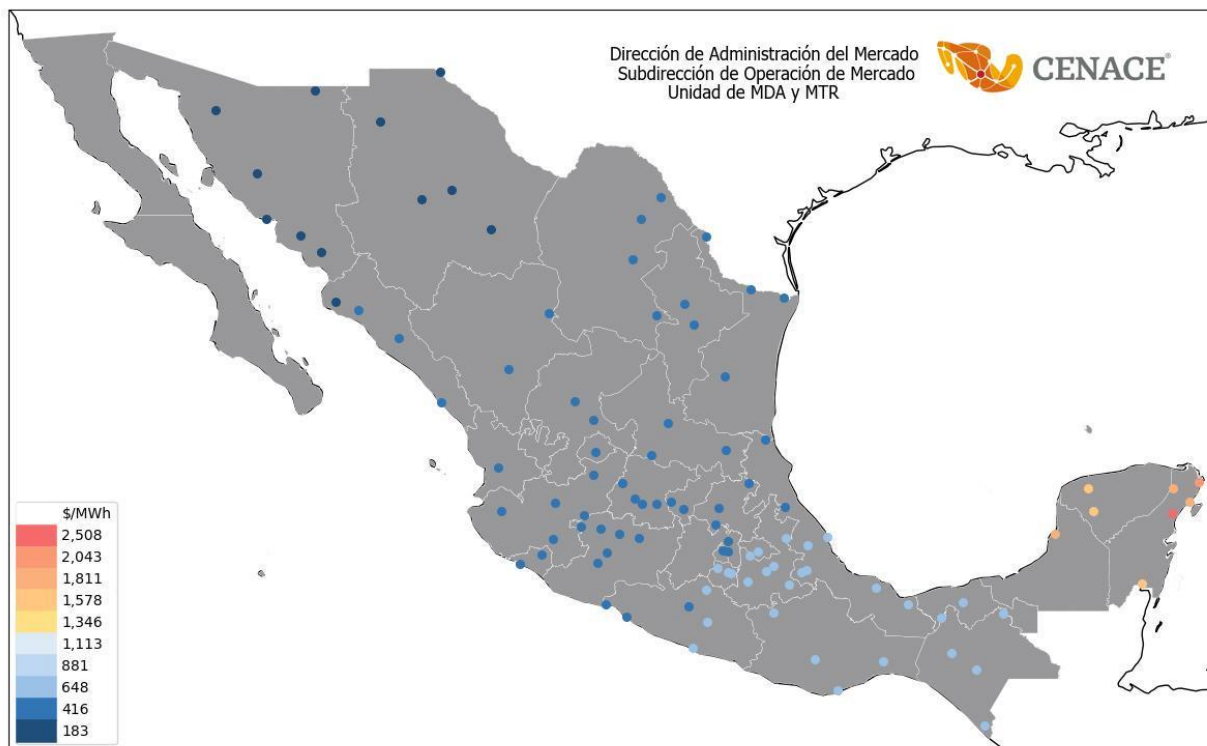 Dirección de Administración del Mercado
Subdirección de Operación de Mercado
Unidad de MDA y MTR
CENACE®
$/MWh
2,508
2,043
1,811
1,578
1,346
1,113
881
648
416
183